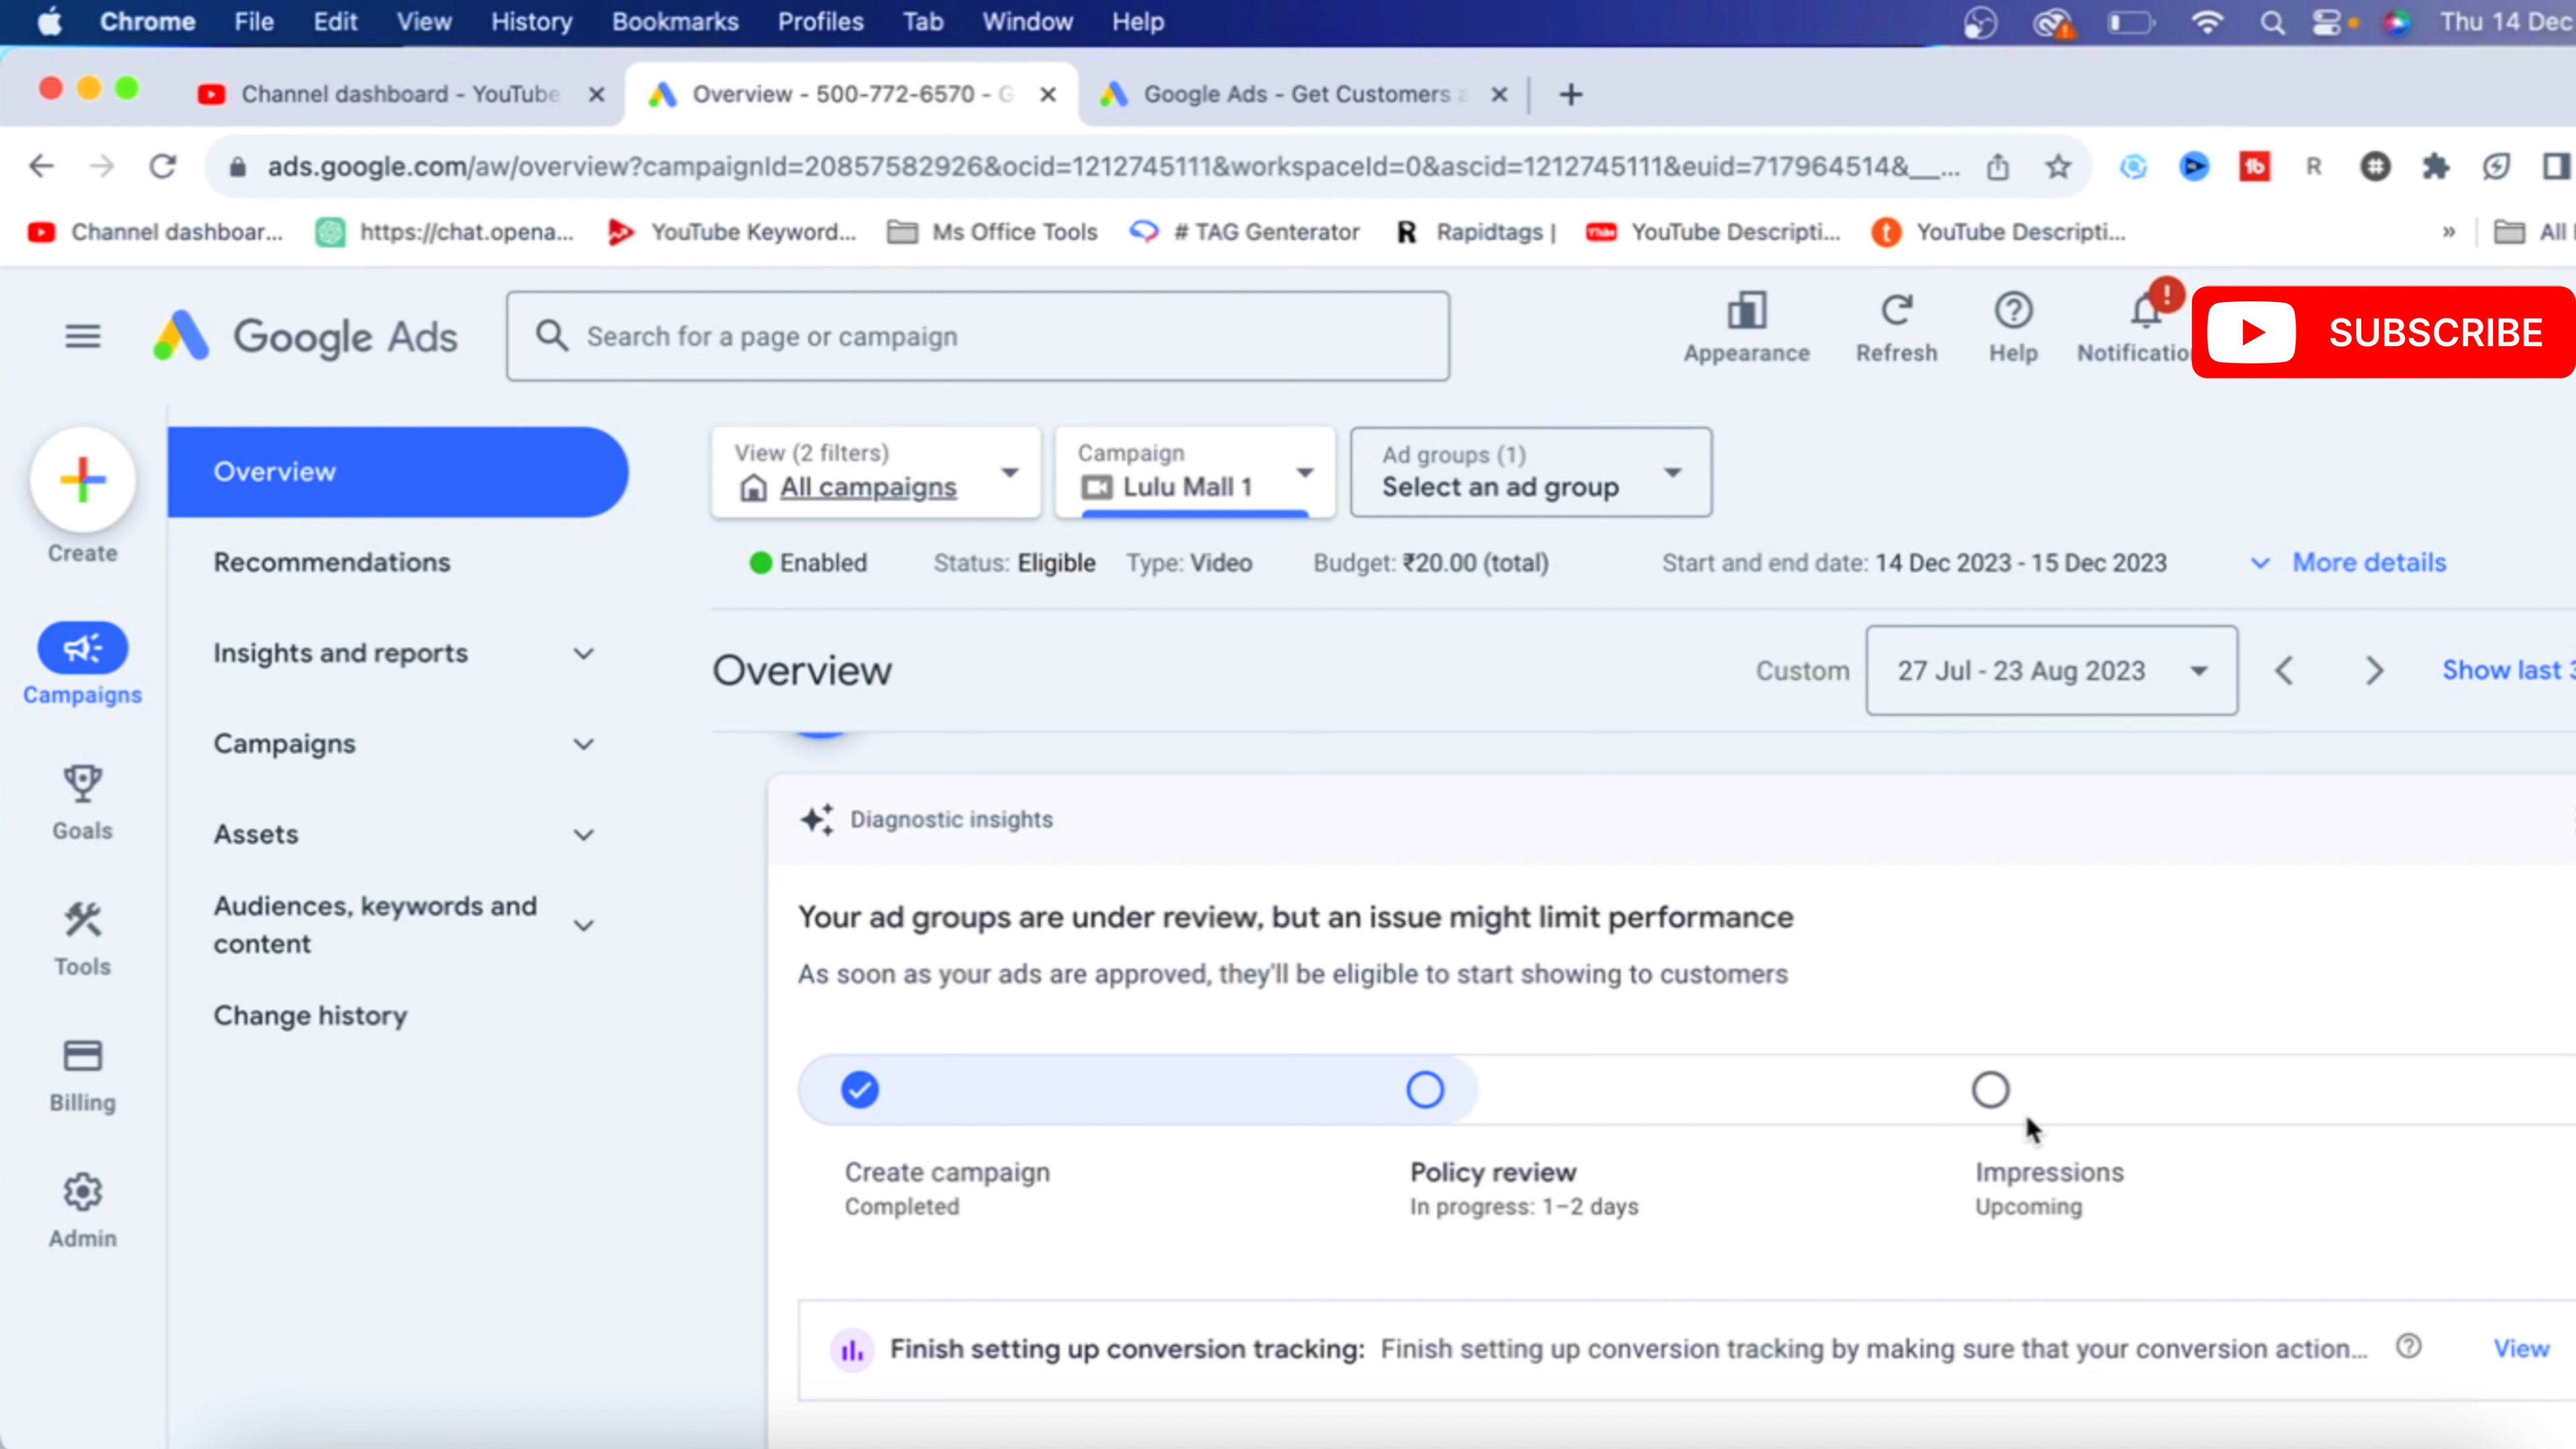 Chrome File Edit View History Bookmarks Profiles Tab Window Help Thu 14 Dec
Channel dashboard - YouTube Overview - 500-772-6570 - G Google Ads - Get Customers a
ads.google.com/aw/overview?campaignId=20857582926&ocid=1212745111&workspaceId=0&ascid=1212745111&euid=717964514&__...
Channel dashboar... https://chat.opena... YouTube Keyword... Ms Office Tools # TAG Genterator Rapidtags | YouTube Descripti... YouTube Descripti... » All
Google Ads
Search for a page or campaign
Appearance Refresh Help Notificatio
SUBSCRIBE
Create
Campaigns
Goals
Tools
Billing
Admin
Overview
Recommendations
Insights and reports
Campaigns
Assets
Audiences, keywords and
content
Change history
View (2 filters)
All campaigns
Campaign
Lulu Mall 1
Ad groups (1)
Select an ad group
Enabled Status: Eligible Type: Video Budget: ₹20.00 (total) Start and end date: 14 Dec 2023 - 15 Dec 2023 More details
Overview Custom 27 Jul - 23 Aug 2023 Show last 3
Diagnostic insights
Your ad groups are under review, but an issue might limit performance
As soon as your ads are approved, they'll be eligible to start showing to customers
Create campaign
Completed
Policy review
In progress: 1–2 days
Impressions
Upcoming
Finish setting up conversion tracking: Finish setting up conversion tracking by making sure that your conversion action... View